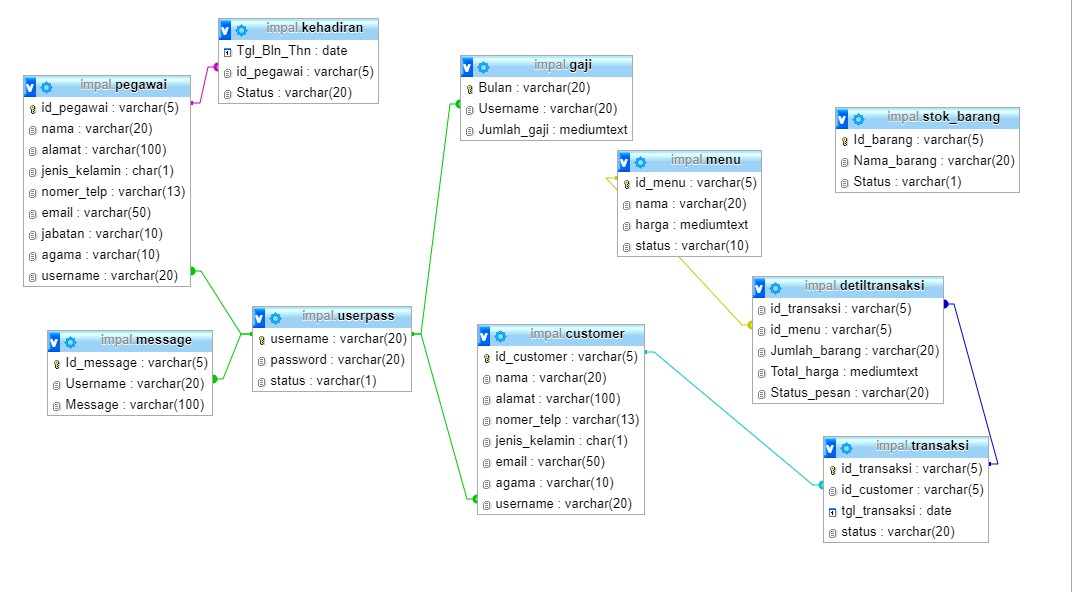 impal.kehadiran
Tgl_Bln_Thn : date
id_pegawai : varchar(5)
Status : varchar(20)
impal.pegawai
id_pegawai : varchar(5)
nama : varchar(20)
alamat : varchar(100)
jenis_kelamin : char(1)
nomer_telp : varchar(13)
email : varchar(50)
jabatan : varchar(10)
agama : varchar(10)
username : varchar(20)
impal.gaji
Bulan : varchar(20)
Username : varchar(20)
Jumlah_gaji : mediumtext
impal.menu
id_menu : varchar(5)
nama : varchar(20)
harga : mediumtext
status : varchar(10)
impal.stok_barang
Id_barang : varchar(5)
Nama_barang : varchar(20)
Status : varchar(1)
impal.message
Id_message : varchar(5)
Username : varchar(20)
Message : varchar(100)
impal.userpass
username : varchar(20)
password : varchar(20)
status : varchar(1)
impal.customer
id_customer : varchar(5)
nama : varchar(20)
alamat : varchar(100)
nomer_telp : varchar(13)
jenis_kelamin : char(1)
email : varchar(50)
agama : varchar(10)
username : varchar(20)
impal.detiltransaksi
id_transaksi : varchar(5)
id_menu : varchar(5)
Jumlah_barang : varchar(20)
Total_harga : mediumtext
Status_pesan : varchar(20)
impal.transaksi
id_transaksi : varchar(5)
id_customer : varchar(5)
tgl_transaksi : date
status : varchar(20)